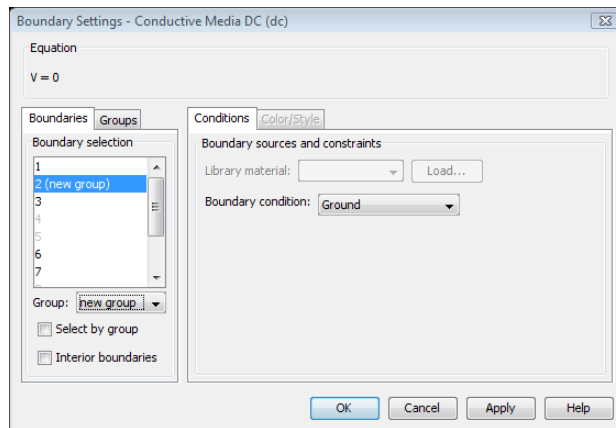 Boundary Settings - Conductive Media DC (dc)
Equation
V = 0
Boundaries Groups
Boundary selection
1
2 (new group)
3
4
5
6
7
Group: new group
Select by group
Interior boundaries
Conditions Color/Style
Boundary sources and constraints
Library material: Load...
Boundary condition: Ground
OK Cancel Apply Help